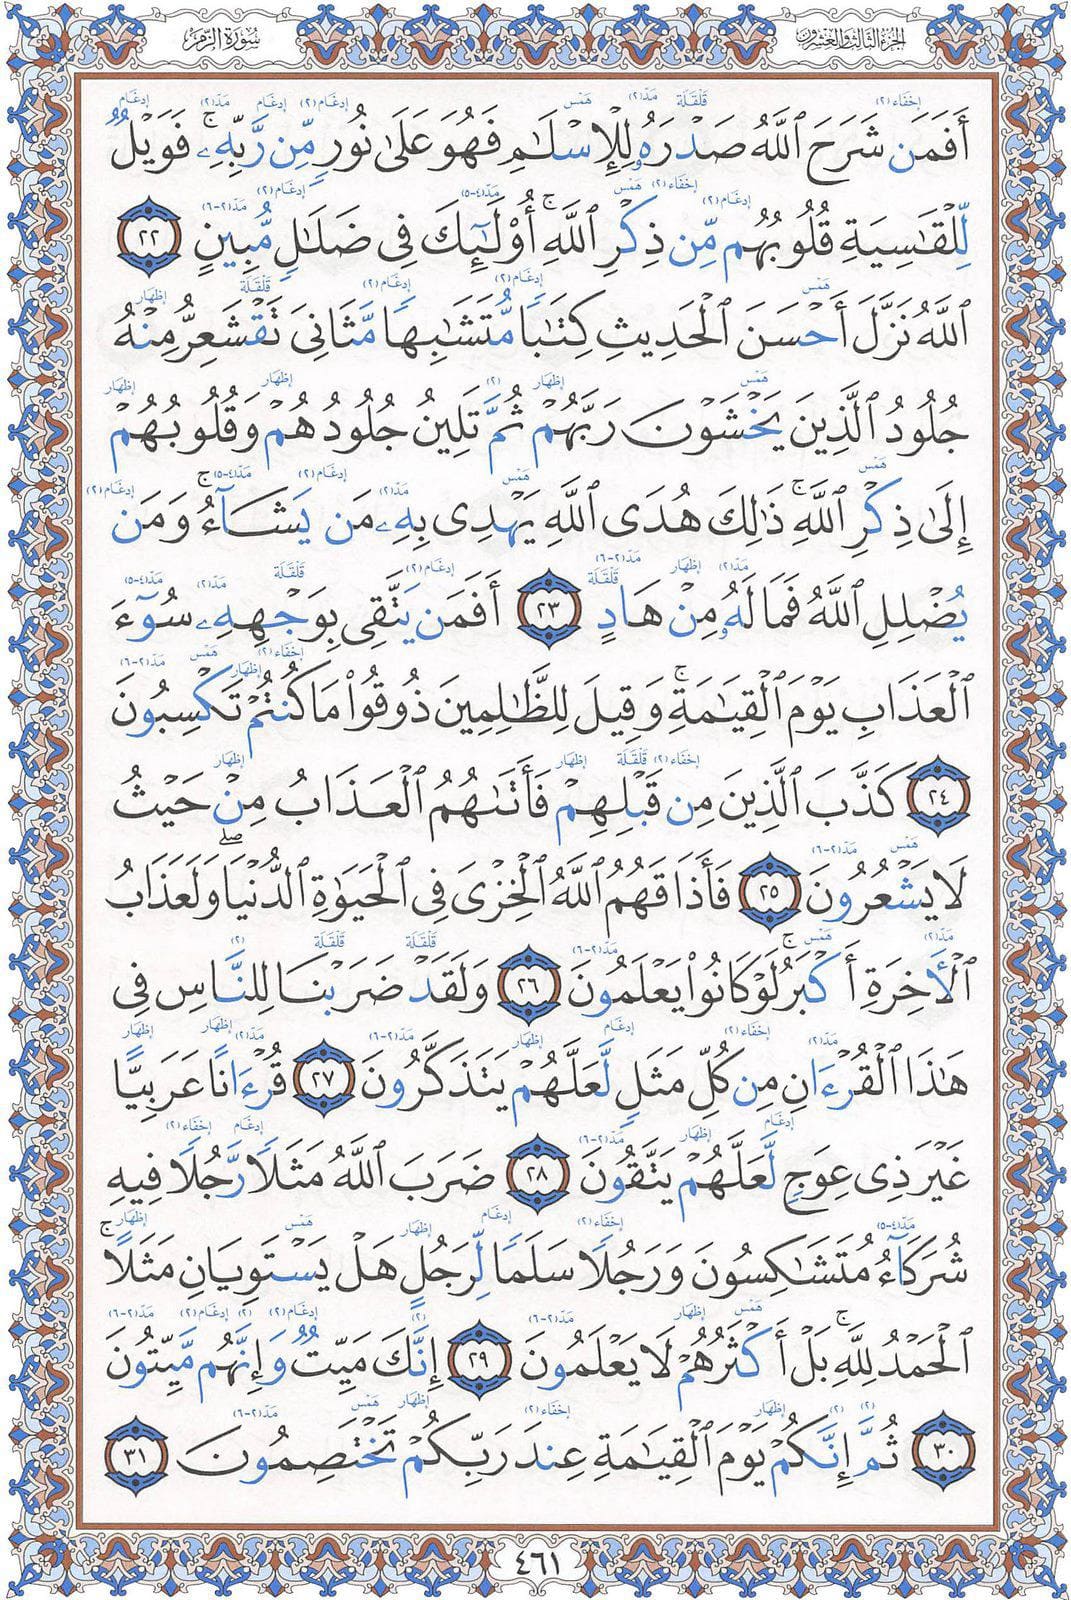 سورة الزمر
الجزء الثالث والعشرون
أَفَمَن شَرَحَ ٱللَّهُ صَدْرَهُۥ لِلْإِسْلَـٰمِ فَهُوَ عَلَىٰ نُورٍ مِّن رَّبِّهِۦ ۚ فَوَيْلٌ
لِّلْقَـٰسِيَةِ قُلُوبُهُم مِّن ذِكْرِ ٱللَّهِ ۚ أُو۟لَـٰٓئِكَ فِى ضَلَـٰلٍ مُّبِينٍ ٢٢
ٱللَّهُ نَزَّلَ أَحْسَنَ ٱلْحَدِيثِ كِتَـٰبًا مُّتَشَـٰبِهًا مَّثَانِىَ تَقْشَعِرُّ مِنْهُ
جُلُودُ ٱلَّذِينَ يَخْشَوْنَ رَبَّهُمْ ثُمَّ تَلِينُ جُلُودُهُمْ وَقُلُوبُهُمْ
إِلَىٰ ذِكْرِ ٱللَّهِ ۚ ذَٰلِكَ هُدَى ٱللَّهِ يَهْدِى بِهِۦ مَن يَشَآءُ ۚ وَمَن
يُضْلِلِ ٱللَّهُ فَمَا لَهُۥ مِنْ هَادٍ ٢٣ أَفَمَن يَتَّقِى بِوَجْهِهِۦ سُوٓءَ
ٱلْعَذَابِ يَوْمَ ٱلْقِيَـٰمَةِ ۚ وَقِيلَ لِلظَّـٰلِمِينَ ذُوقُوا۟ مَا كُنتُمْ تَكْسِبُونَ
٢٤ كَذَّبَ ٱلَّذِينَ مِن قَبْلِهِمْ فَأَتَىٰهُمُ ٱلْعَذَابُ مِنْ حَيْثُ
لَا يَشْعُرُونَ ٢٥ فَأَذَاقَهُمُ ٱللَّهُ ٱلْخِزْىَ فِى ٱلْحَيَوٰةِ ٱلدُّنْيَا ۖ وَلَعَذَابُ
ٱلْـَٔاخِرَةِ أَكْبَرُ ۚ لَوْ كَانُوا۟ يَعْلَمُونَ ٢٦ وَلَقَدْ ضَرَبْنَا لِلنَّاسِ فِى
هَـٰذَا ٱلْقُرْءَانِ مِن كُلِّ مَثَلٍ لَّعَلَّهُمْ يَتَذَكَّرُونَ ٢٧ قُرْءَانًا عَرَبِيًّا
غَيْرَ ذِى عِوَجٍ لَّعَلَّهُمْ يَتَّقُونَ ٢٨ ضَرَبَ ٱللَّهُ مَثَلًا رَّجُلًا فِيهِ
شُرَكَآءُ مُتَشَـٰكِسُونَ وَرَجُلًا سَلَمًا لِّرَجُلٍ هَلْ يَسْتَوِيَانِ مَثَلًا ۚ
ٱلْحَمْدُ لِلَّهِ ۚ بَلْ أَكْثَرُهُمْ لَا يَعْلَمُونَ ٢٩ إِنَّكَ مَيِّتٌ وَإِنَّهُم مَّيِّتُونَ
٣٠ ثُمَّ إِنَّكُمْ يَوْمَ ٱلْقِيَـٰمَةِ عِندَ رَبِّكُمْ تَخْتَصِمُونَ ٣١
٤٦١